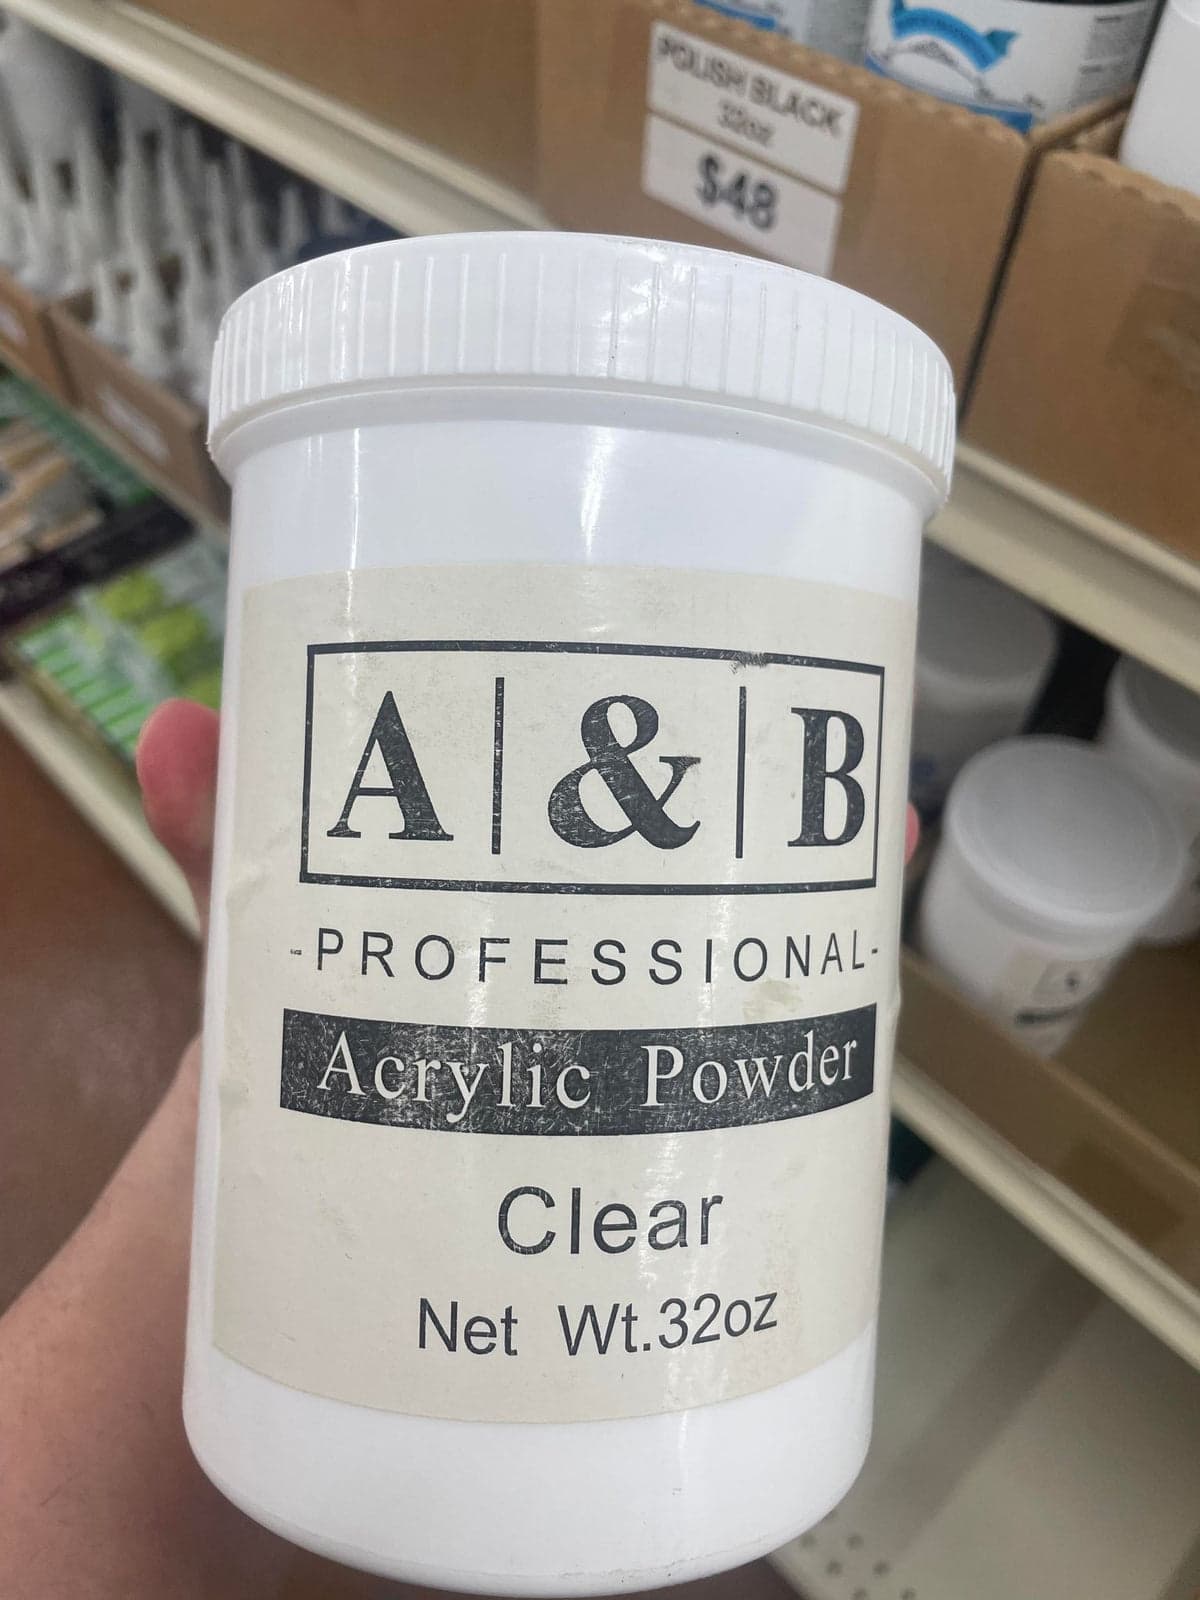 POLISH BLACK
32oz
$48
A & B
-PROFESSIONAL-
Acrylic Powder
Clear
Net Wt.32oz